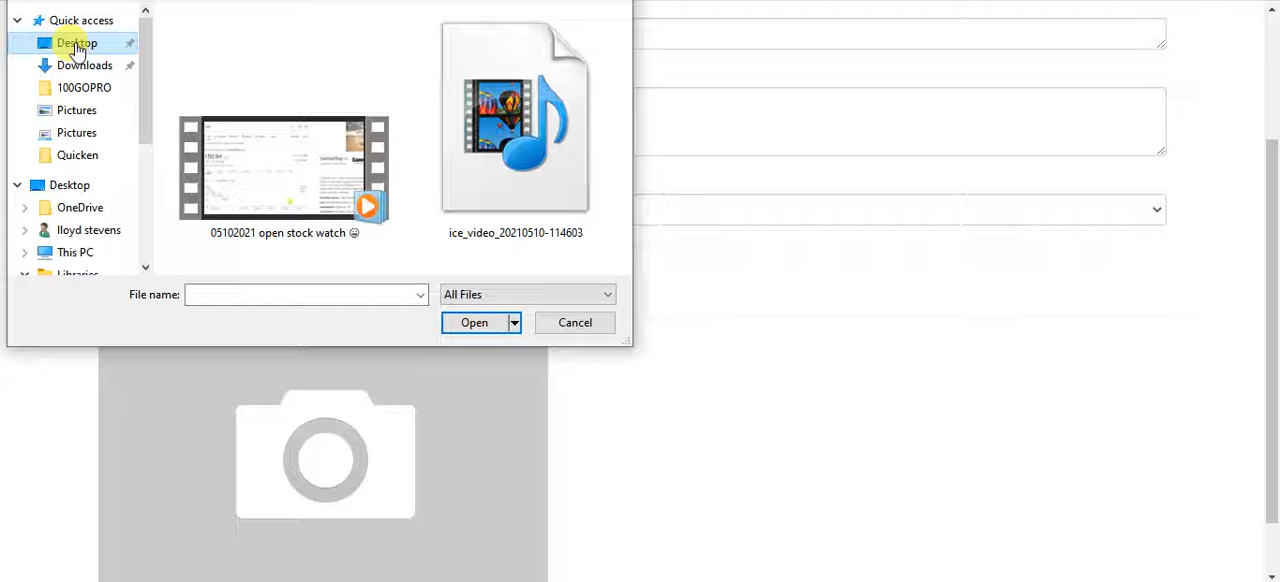 Quick access
Desktop
Downloads
100GOPRO
Pictures
Pictures
Quicken
Desktop
OneDrive
lloyd stevens
This PC
Libraries
05102021 open stock watch 😀
ice_video_20210510-114603
File name:
All Files
Open
Cancel